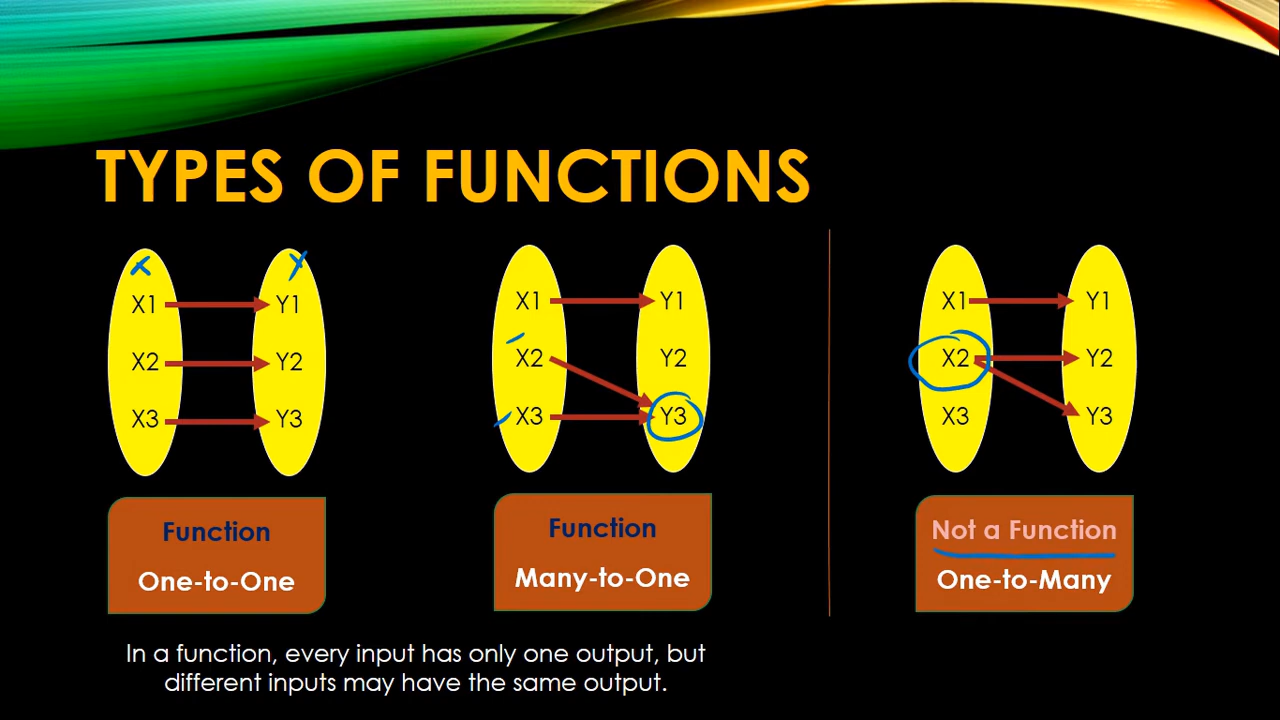 TYPES OF FUNCTIONS
x y
X1 Y1
X2 Y2
X3 Y3
Function
One-to-One
X1 Y1
X2 Y2
X3 Y3
Function
Many-to-One
X1 Y1
X2 Y2
X3 Y3
Not a Function
One-to-Many
In a function, every input has only one output, but
different inputs may have the same output.